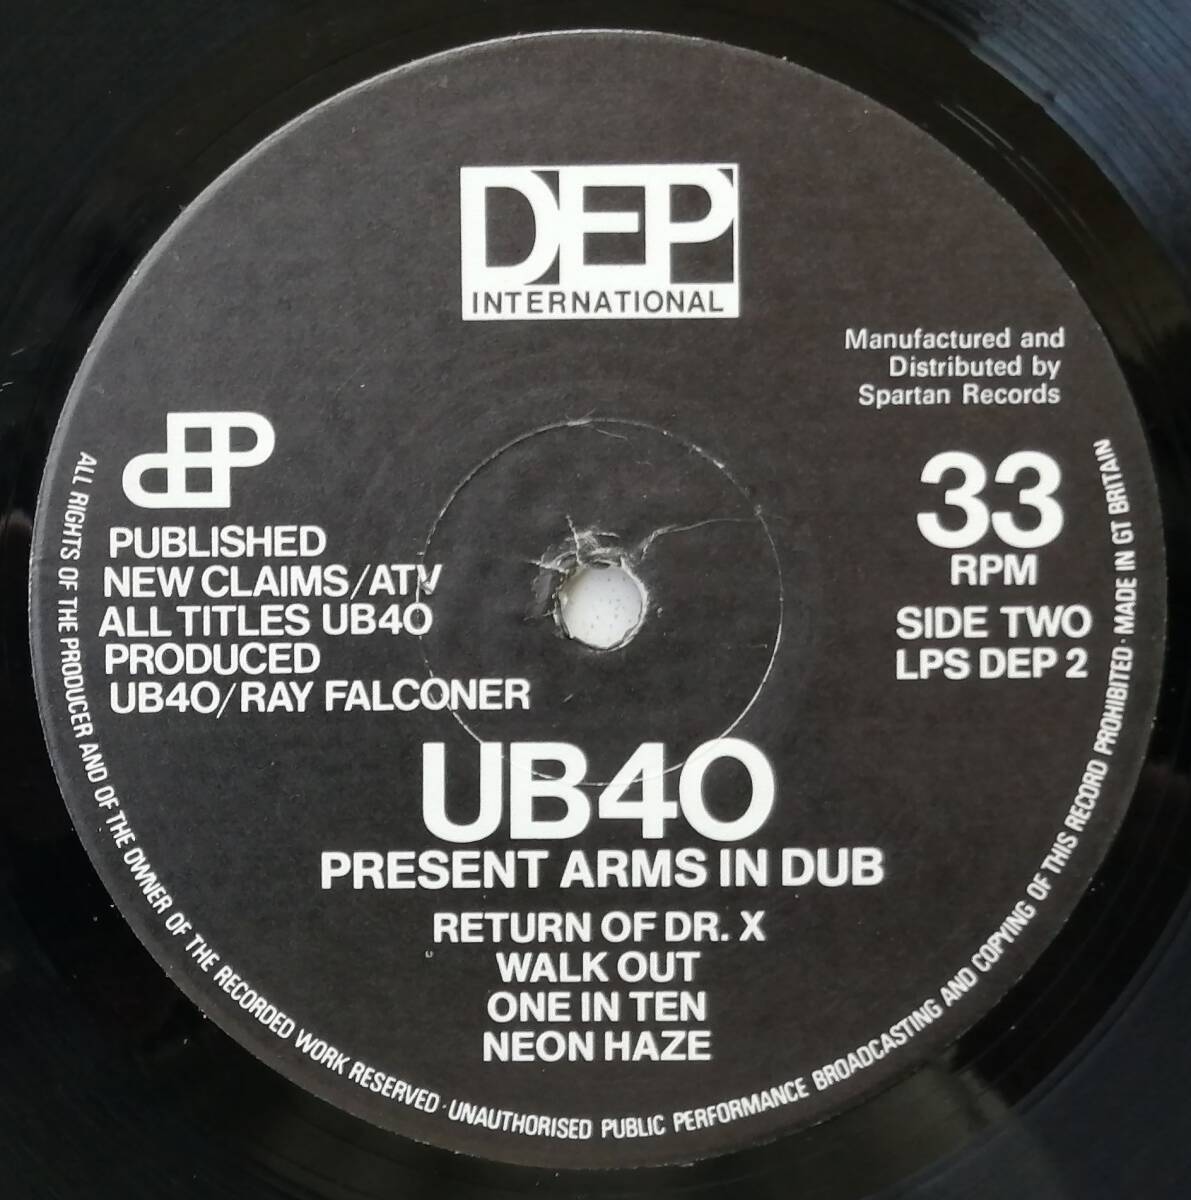 DEP
INTERNATIONAL
Manufactured and
Distributed by
Spartan Records
dEP
PUBLISHED
NEW CLAIMS/ATV
ALL TITLES UB40
PRODUCED
UB40/RAY FALCONER
33
RPM
SIDE TWO
LPS DEP 2
UB40
PRESENT ARMS IN DUB
RETURN OF DR. X
WALK OUT
ONE IN TEN
NEON HAZE
ALL RIGHTS OF THE PRODUCER AND OF THE OWNER OF THE RECORDED WORK RESERVED · UNAUTHORISED PUBLIC PERFORMANCE BROADCASTING AND COPYING OF THIS RECORD PROHIBITED · MADE IN GT BRITAIN